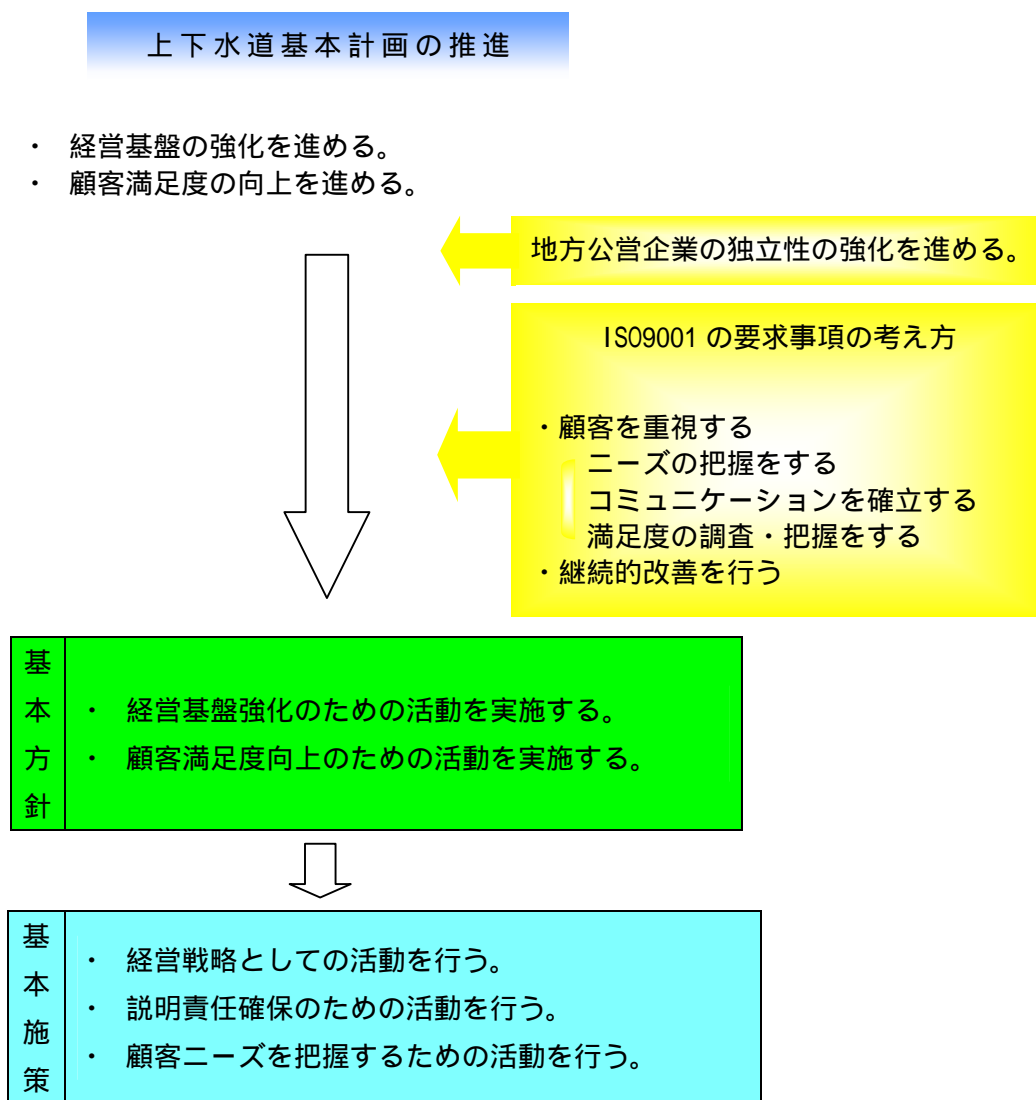 上下水道基本計画の推進
・ 経営基盤の強化を進める。
・ 顧客満足度の向上を進める。
地方公営企業の独立性の強化を進める。
ISO9001 の要求事項の考え方
・顧客を重視する
ニーズの把握をする
コミュニケーションを確立する
満足度の調査・把握をする
・継続的改善を行う
基本方針
・ 経営基盤強化のための活動を実施する。
・ 顧客満足度向上のための活動を実施する。
基本施策
・ 経営戦略としての活動を行う。
・ 説明責任確保のための活動を行う。
・ 顧客ニーズを把握するための活動を行う。